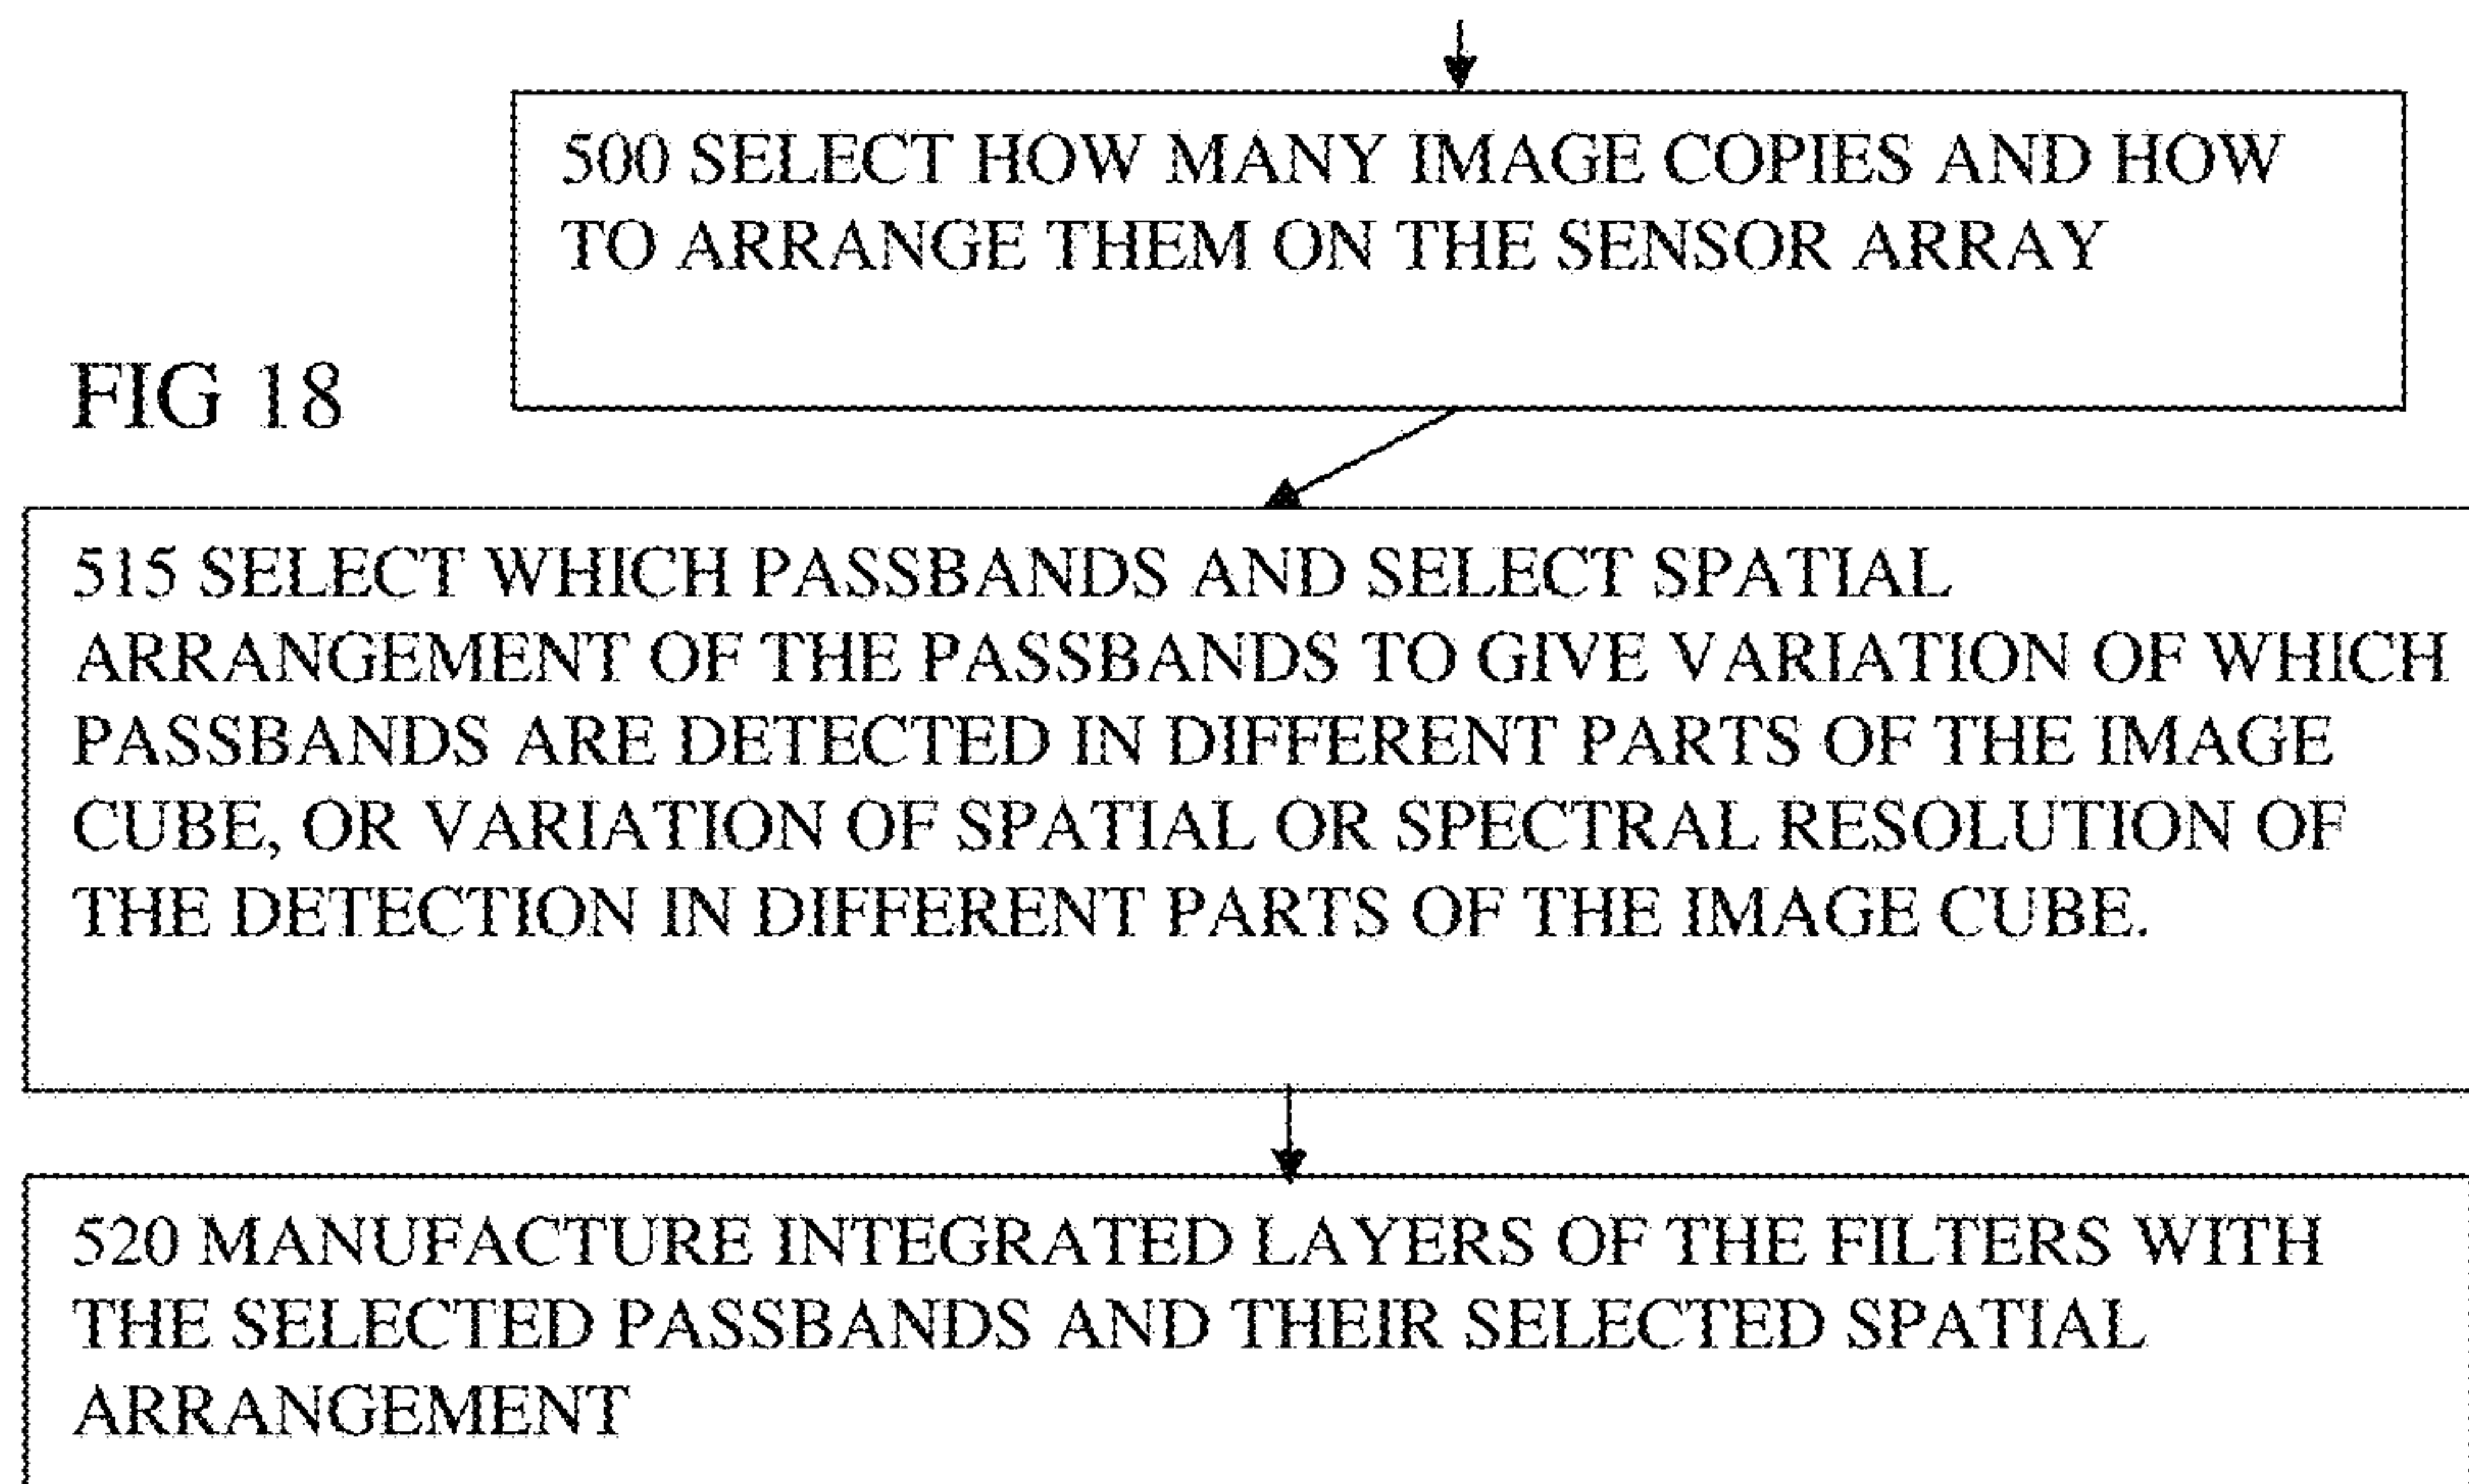 500 SELECT HOW MANY IMAGE COPIES AND HOW
TO ARRANGE THEM ON THE SENSOR ARRAY
FIG 18
515 SELECT WHICH PASSBANDS AND SELECT SPATIAL
ARRANGEMENT OF THE PASSBANDS TO GIVE VARIATION OF WHICH
PASSBANDS ARE DETECTED IN DIFFERENT PARTS OF THE IMAGE
CUBE, OR VARIATION OF SPATIAL OR SPECTRAL RESOLUTION OF
THE DETECTION IN DIFFERENT PARTS OF THE IMAGE CUBE.
520 MANUFACTURE INTEGRATED LAYERS OF THE FILTERS WITH
THE SELECTED PASSBANDS AND THEIR SELECTED SPATIAL
ARRANGEMENT